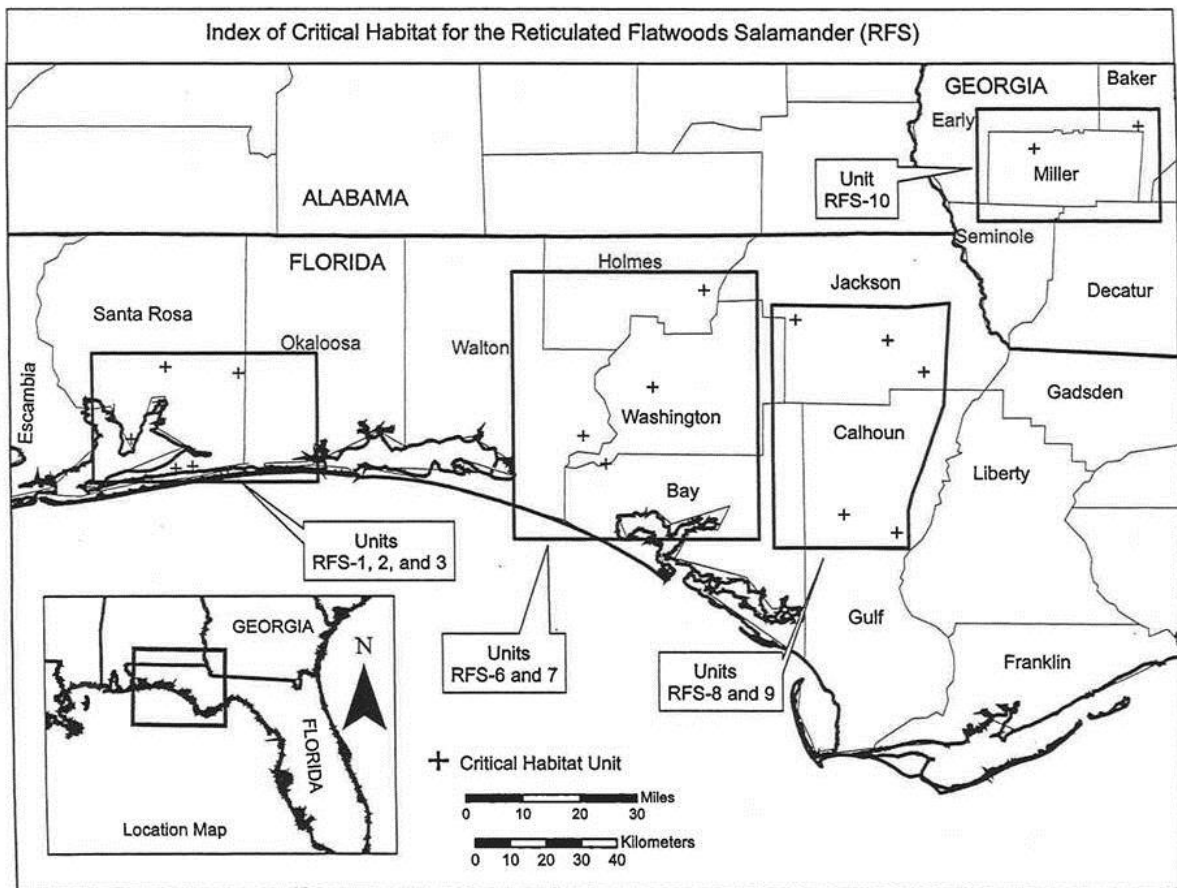 Index of Critical Habitat for the Reticulated Flatwoods Salamander (RFS)
GEORGIA
Baker
Early
Miller
Unit
RFS-10
ALABAMA
Seminole
FLORIDA
Holmes
Jackson
Decatur
Santa Rosa
Okaloosa
Walton
Escambia
Washington
Gadsden
Calhoun
Liberty
Bay
Units
RFS-1, 2, and 3
Gulf
Units
RFS-6 and 7
Units
RFS-8 and 9
Franklin
GEORGIA
N
FLORIDA
Location Map
Critical Habitat Unit
Miles
0 10 20 30
Kilometers
0 10 20 30 40